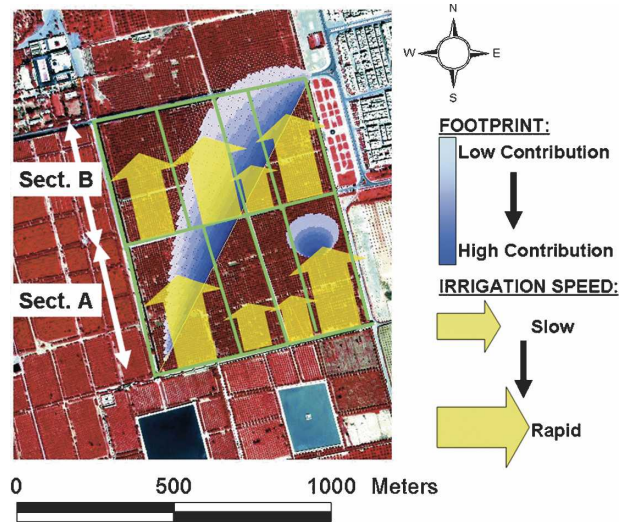 N
W E
S
FOOTPRINT:
Low Contribution
High Contribution
IRRIGATION SPEED:
Slow
Rapid
Sect. B
Sect. A
0 500 1000 Meters